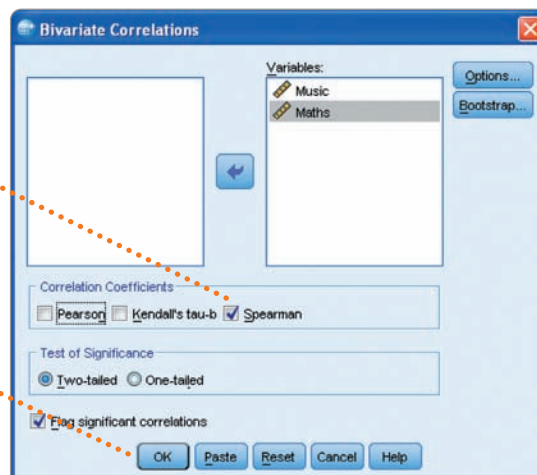 Bivariate Correlations
Variables:
Music
Maths
Options...
Bootstrap...
Correlation Coefficients
Pearson Kendall's tau-b Spearman
Test of Significance
Two-tailed One-tailed
Flag significant correlations
OK Paste Reset Cancel Help